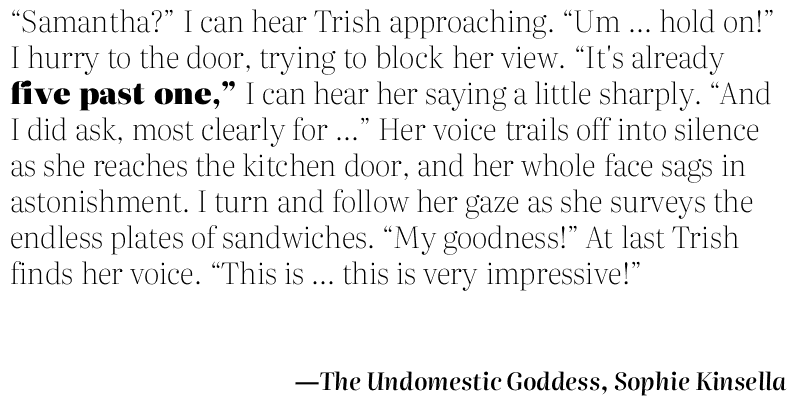 “Samantha?” I can hear Trish approaching. “Um ... hold on!”
I hurry to the door, trying to block her view. “It's already
five past one,” I can hear her saying a little sharply. “And
I did ask, most clearly for ...” Her voice trails off into silence
as she reaches the kitchen door, and her whole face sags in
astonishment. I turn and follow her gaze as she surveys the
endless plates of sandwiches. “My goodness!” At last Trish
finds her voice. “This is ... this is very impressive!”
—The Undomestic Goddess, Sophie Kinsella